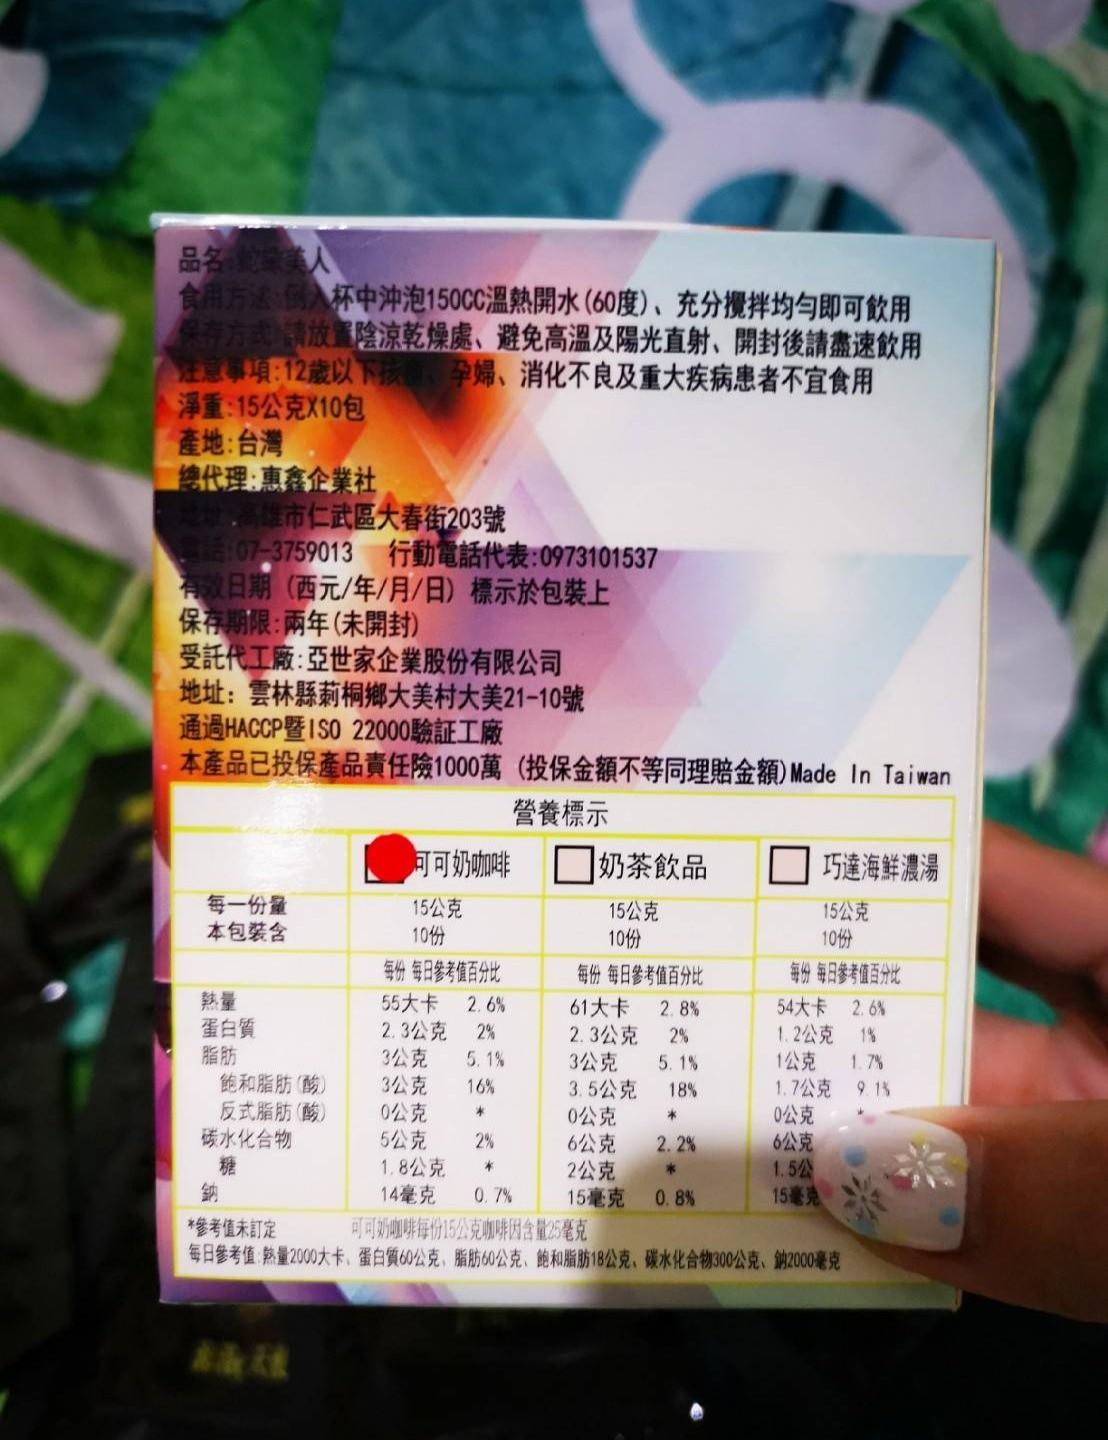 品名:蛇蠍美人
食用方法:倒入杯中沖泡150CC溫熱開水(60度)、充分攪拌均勻即可飲用
保存方式:請放置陰涼乾燥處、避免高溫及陽光直射、開封後請盡速飲用
注意事項:12歲以下孩童、孕婦、消化不良及重大疾病患者不宜食用
淨重:15公克X10包
產地:台灣
總代理:惠鑫企業社
地址:高雄市仁武區大春街203號
電話:07-3759013 行動電話代表:0973101537
有效日期 (西元/年/月/日) 標示於包裝上
保存期限:兩年(未開封)
受託代工廠:亞世家企業股份有限公司
地址: 雲林縣莿桐鄉大美村大美21-10號
通過HACCP暨ISO 22000驗証工廠
本產品已投保產品責任險1000萬 (投保金額不等同理賠金額)Made In Taiwan
營養標示
可可奶咖啡 奶茶飲品 巧達海鮮濃湯
每一份量 15公克 15公克 15公克
本包裝含 10份 10份 10份
每份 每日參考值百分比 每份 每日參考值百分比 每份 每日參考值百分比
熱量 55大卡 2.6% 61大卡 2.8% 54大卡 2.6%
蛋白質 2.3公克 2% 2.3公克 2% 1.2公克 1%
脂肪 3公克 5.1% 3公克 5.1% 1公克 1.7%
飽和脂肪(酸) 3公克 16% 3.5公克 18% 1.7公克 9.1%
反式脂肪(酸) 0公克 * 0公克 * 0公克 *
碳水化合物 5公克 2% 6公克 2.2% 6公克
糖 1.8公克 * 2公克 * 1.5公
鈉 14毫克 0.7% 15毫克 0.8% 15毫克
*參考值未訂定 可可奶咖啡每份15公克咖啡因含量25毫克
每日參考值:熱量2000大卡、蛋白質60公克、脂肪60公克、飽和脂肪18公克、碳水化合物300公克、鈉2000毫克